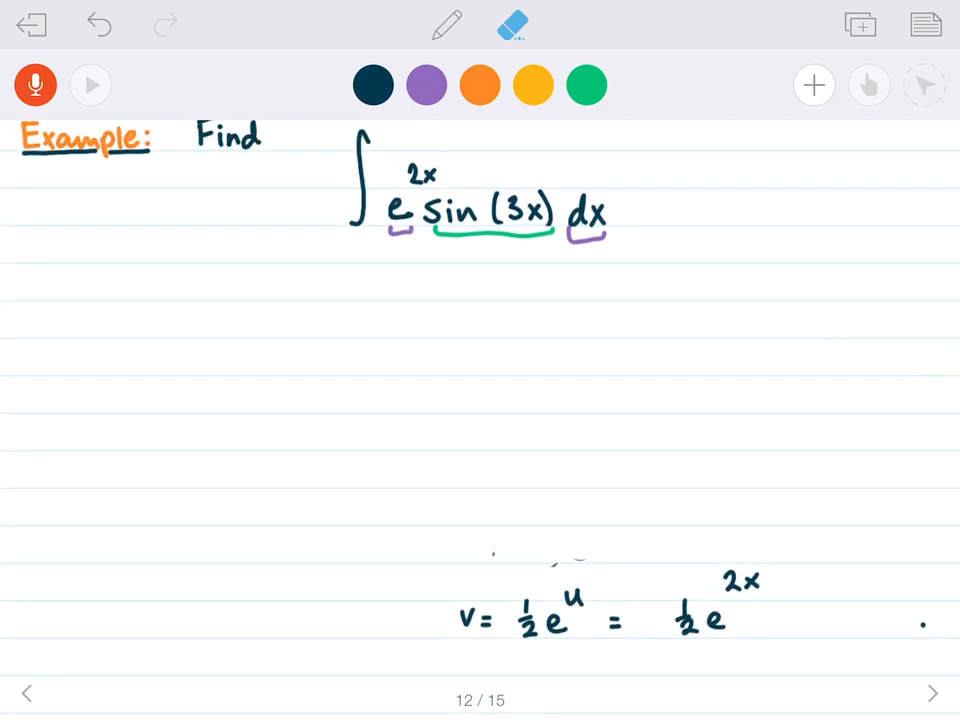 Example: Find
∫ e^{2x} sin (3x) dx
v = ½e^u = ½e^{2x}
12 / 15